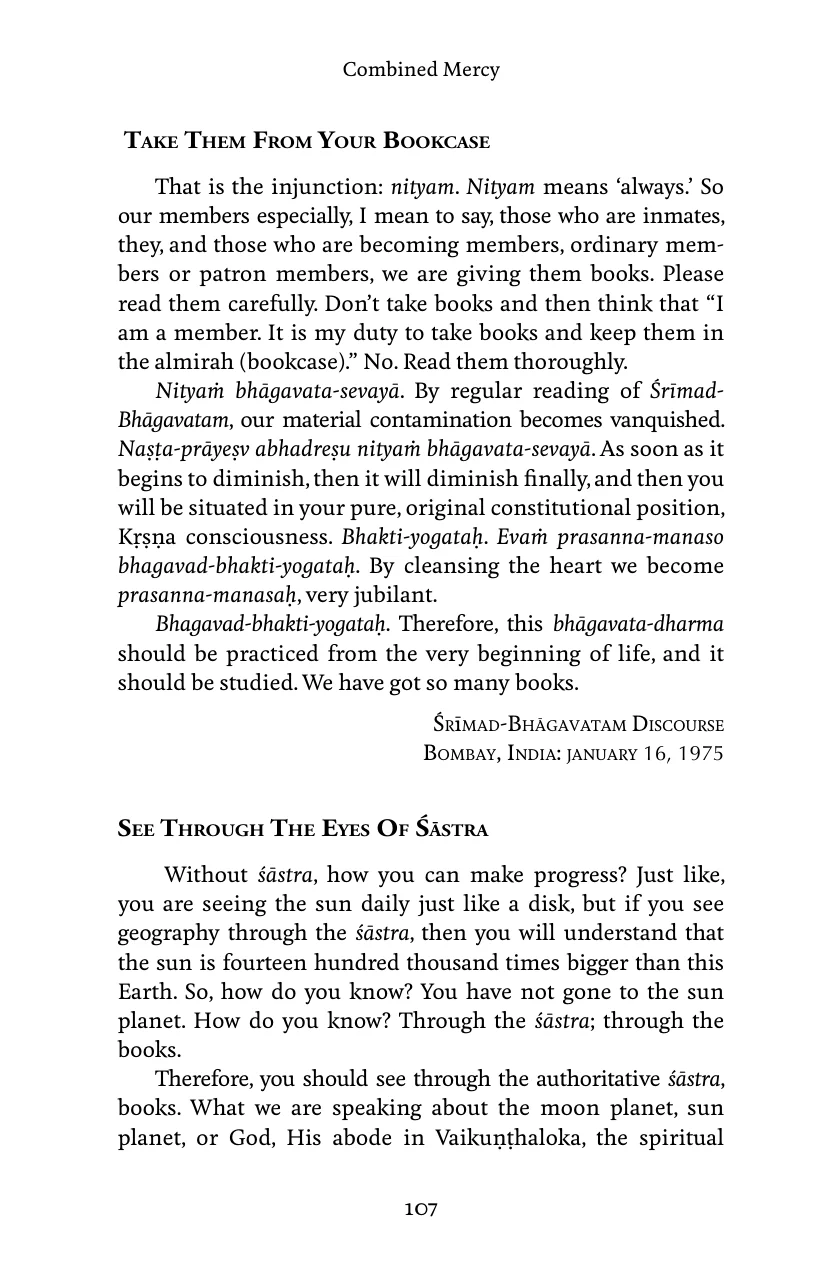 Combined Mercy
Take Them From Your Bookcase
That is the injunction: nityam. Nityam means ‘always.’ So
our members especially, I mean to say, those who are inmates,
they, and those who are becoming members, ordinary mem-
bers or patron members, we are giving them books. Please
read them carefully. Don’t take books and then think that “I
am a member. It is my duty to take books and keep them in
the almirah (bookcase).” No. Read them thoroughly.
Nityaṁ bhāgavata-sevayā. By regular reading of Śrīmad-
Bhāgavatam, our material contamination becomes vanquished.
Naṣṭa-prāyeṣv abhadreṣu nityaṁ bhāgavata-sevayā. As soon as it
begins to diminish, then it will diminish finally, and then you
will be situated in your pure, original constitutional position,
Kṛṣṇa consciousness. Bhakti-yogataḥ. Evaṁ prasanna-manaso
bhagavad-bhakti-yogataḥ. By cleansing the heart we become
prasanna-manasaḥ, very jubilant.
Bhagavad-bhakti-yogataḥ. Therefore, this bhāgavata-dharma
should be practiced from the very beginning of life, and it
should be studied. We have got so many books.
Śrīmad-Bhāgavatam Discourse
Bombay, India: january 16, 1975
See Through The Eyes Of Śāstra
Without śāstra, how you can make progress? Just like,
you are seeing the sun daily just like a disk, but if you see
geography through the śāstra, then you will understand that
the sun is fourteen hundred thousand times bigger than this
Earth. So, how do you know? You have not gone to the sun
planet. How do you know? Through the śāstra; through the
books.
Therefore, you should see through the authoritative śāstra,
books. What we are speaking about the moon planet, sun
planet, or God, His abode in Vaikuṇṭhaloka, the spiritual
107